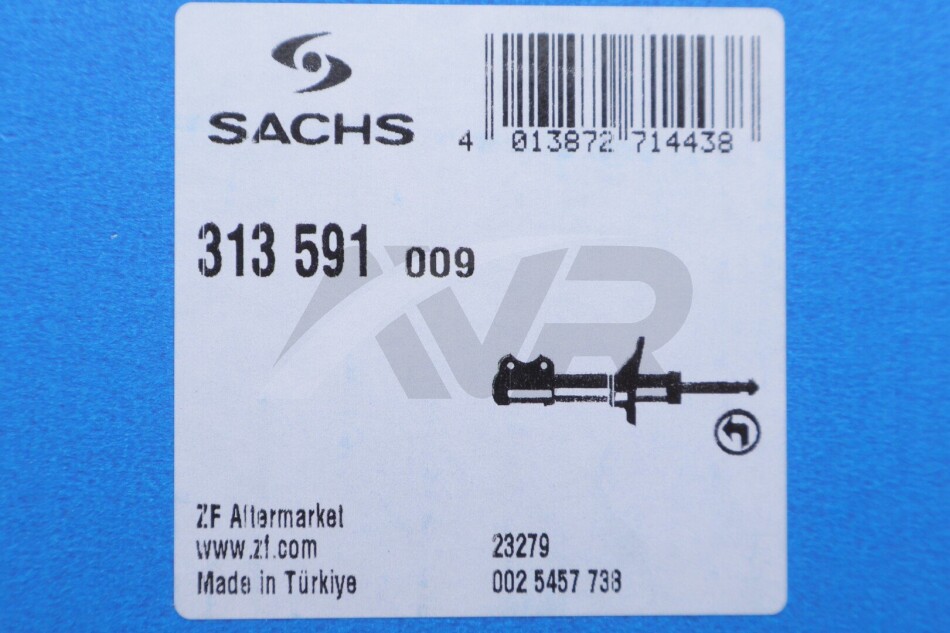 SACHS
4 013872 714438
313 591 009
VR
ZF Aftermarket
www.zf.com
Made in Türkiye
23279
002 5457 738